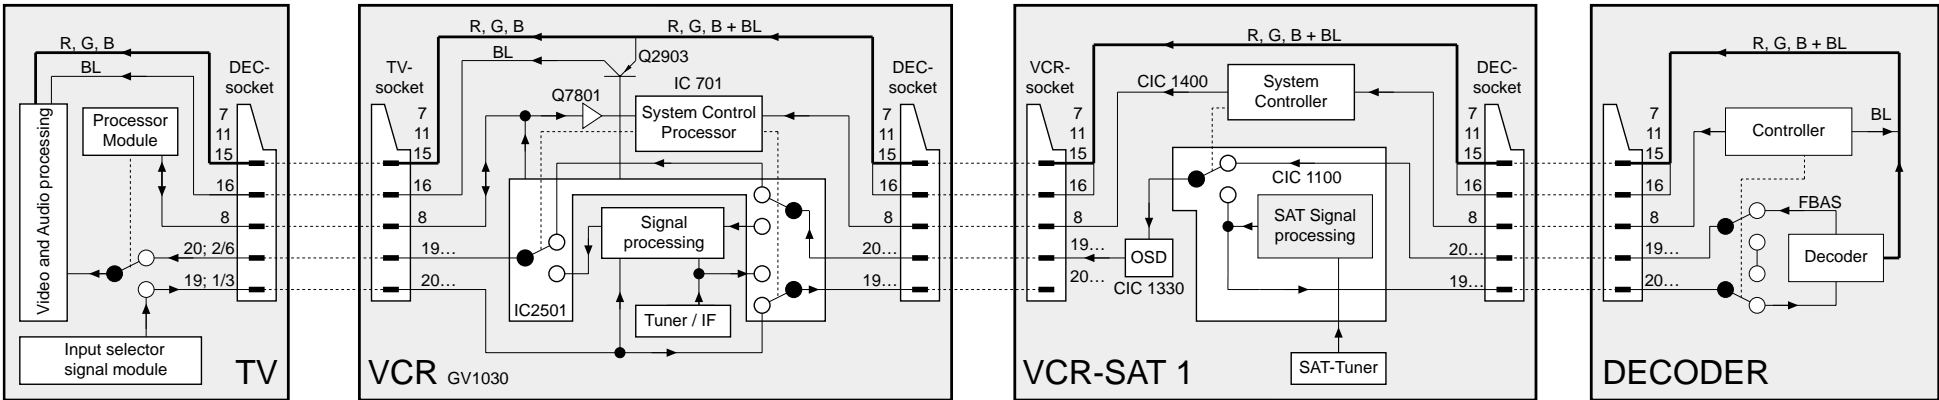 R, G, B
BL
DEC-
socket
Video and Audio processing
Processor
Module
7
11
15
16
8
20; 2/6
19; 1/3
Input selector
signal module
TV
R, G, B
R, G, B + BL
BL
Q2903
TV-
socket
Q7801
IC 701
System Control
Processor
DEC-
socket
7
11
15
16
8
19...
20...
7
11
15
16
8
20...
19...
Signal
processing
IC2501
Tuner / IF
VCR GV1030
R, G, B + BL
VCR-
socket
CIC 1400
System
Controller
DEC-
socket
7
11
15
16
8
19...
20...
7
11
15
16
8
20...
19...
CIC 1100
SAT Signal
processing
OSD
CIC 1330
SAT-Tuner
VCR-SAT 1
R, G, B + BL
7
11
15
16
8
19...
20...
Controller
BL
FBAS
Decoder
DECODER